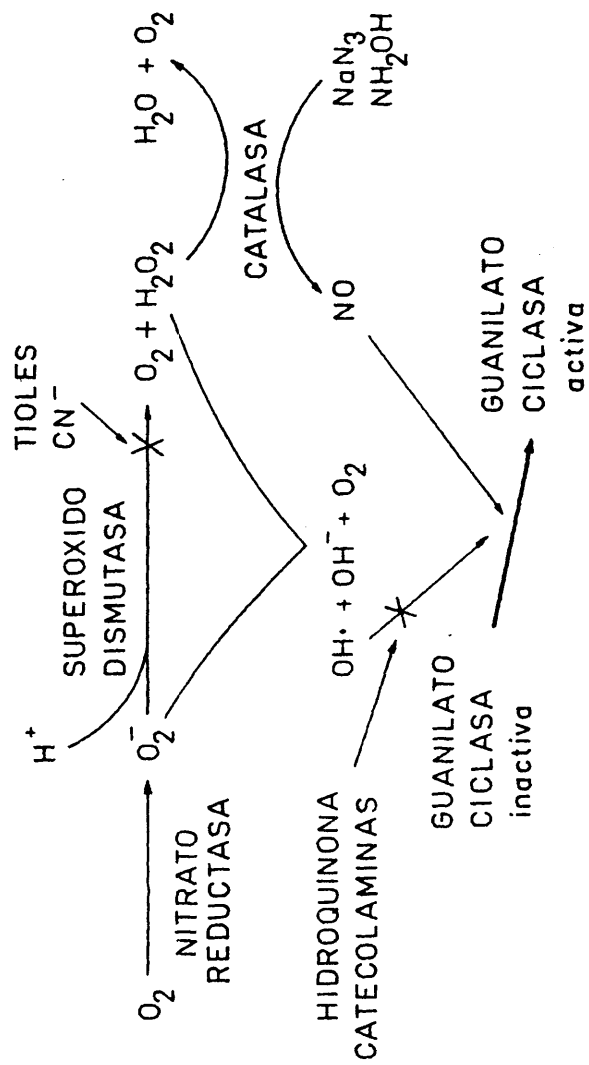 O₂
NITRATO
REDUCTASA
H⁺
O₂⁻
SUPEROXIDO
DISMUTASA
TIOLES
CN⁻
O₂ + H₂O₂
H₂O + O₂
CATALASA
NaN₃
NH₂OH
NO
OH· + OH⁻ + O₂
HIDROQUINONA
CATECOLAMINAS
GUANILATO
CICLASA
inactiva
GUANILATO
CICLASA
activa